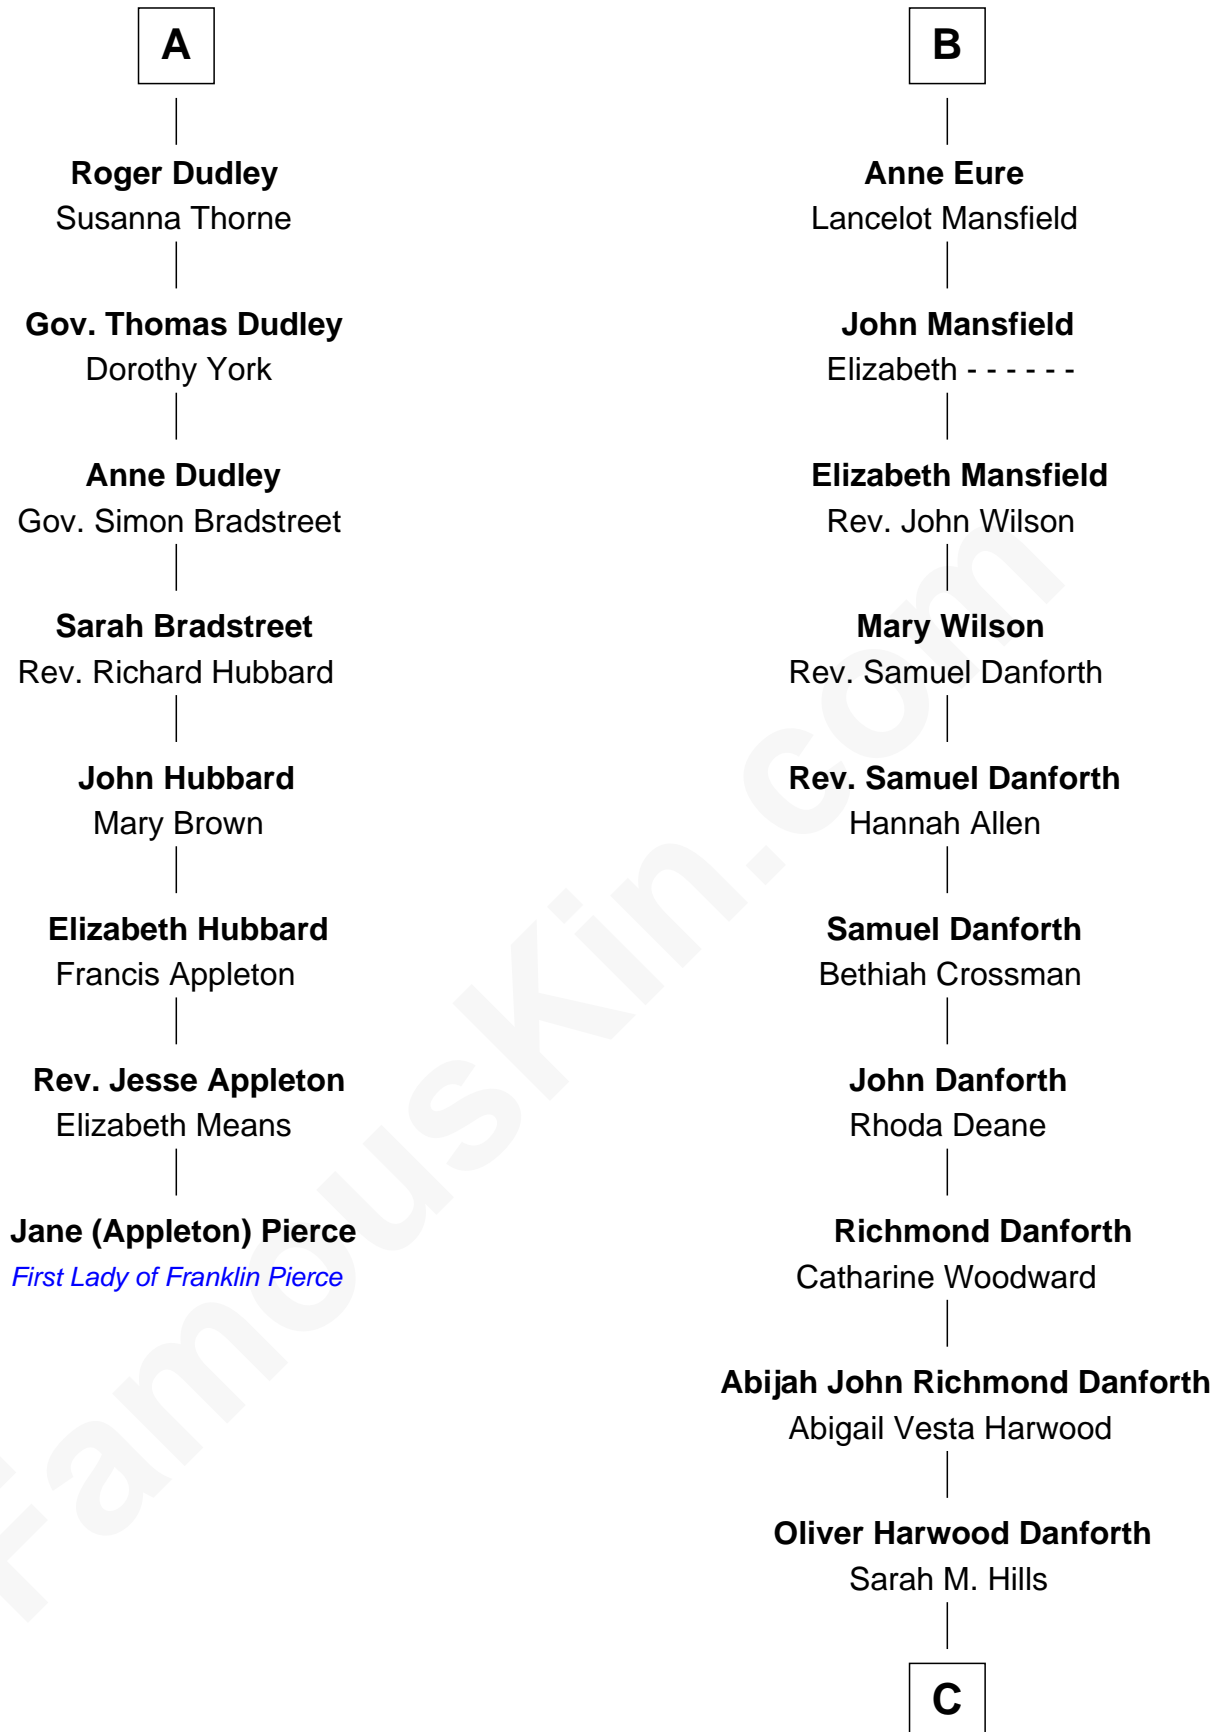 A
Roger Dudley
Susanna Thorne
Gov. Thomas Dudley
Dorothy York
Anne Dudley
Gov. Simon Bradstreet
Sarah Bradstreet
Rev. Richard Hubbard
John Hubbard
Mary Brown
Elizabeth Hubbard
Francis Appleton
Rev. Jesse Appleton
Elizabeth Means
Jane (Appleton) Pierce
First Lady of Franklin Pierce
B
Anne Eure
Lancelot Mansfield
John Mansfield
Elizabeth - - - - - -
Elizabeth Mansfield
Rev. John Wilson
Mary Wilson
Rev. Samuel Danforth
Rev. Samuel Danforth
Hannah Allen
Samuel Danforth
Bethiah Crossman
John Danforth
Rhoda Deane
Richmond Danforth
Catharine Woodward
Abijah John Richmond Danforth
Abigail Vesta Harwood
Oliver Harwood Danforth
Sarah M. Hills
C
FamousKin.com